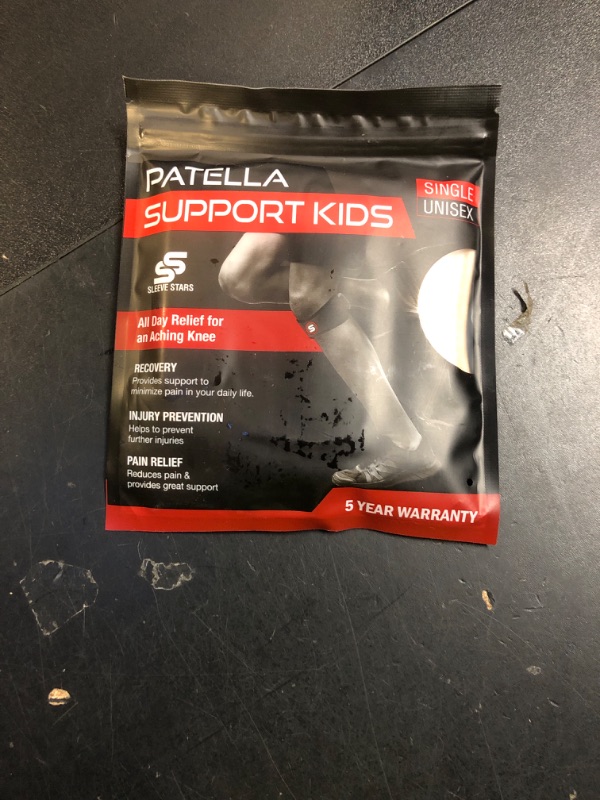 PATELLA
SUPPORT KIDS
SINGLE
UNISEX
SS
SLEEVE STARS
All Day Relief for
an Aching Knee
RECOVERY
Provides support to
minimize pain in your daily life.
INJURY PREVENTION
Helps to prevent
further injuries
PAIN RELIEF
Reduces pain &
provides great support
5 YEAR WARRANTY